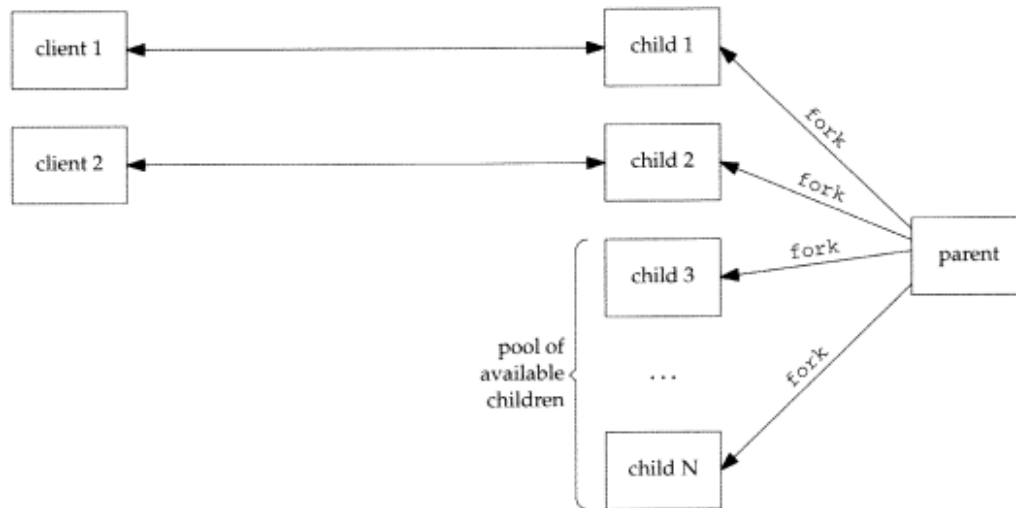 client 1
child 1
fork
client 2
child 2
fork
fork
parent
child 3
pool of
available
children
...
fork
child N